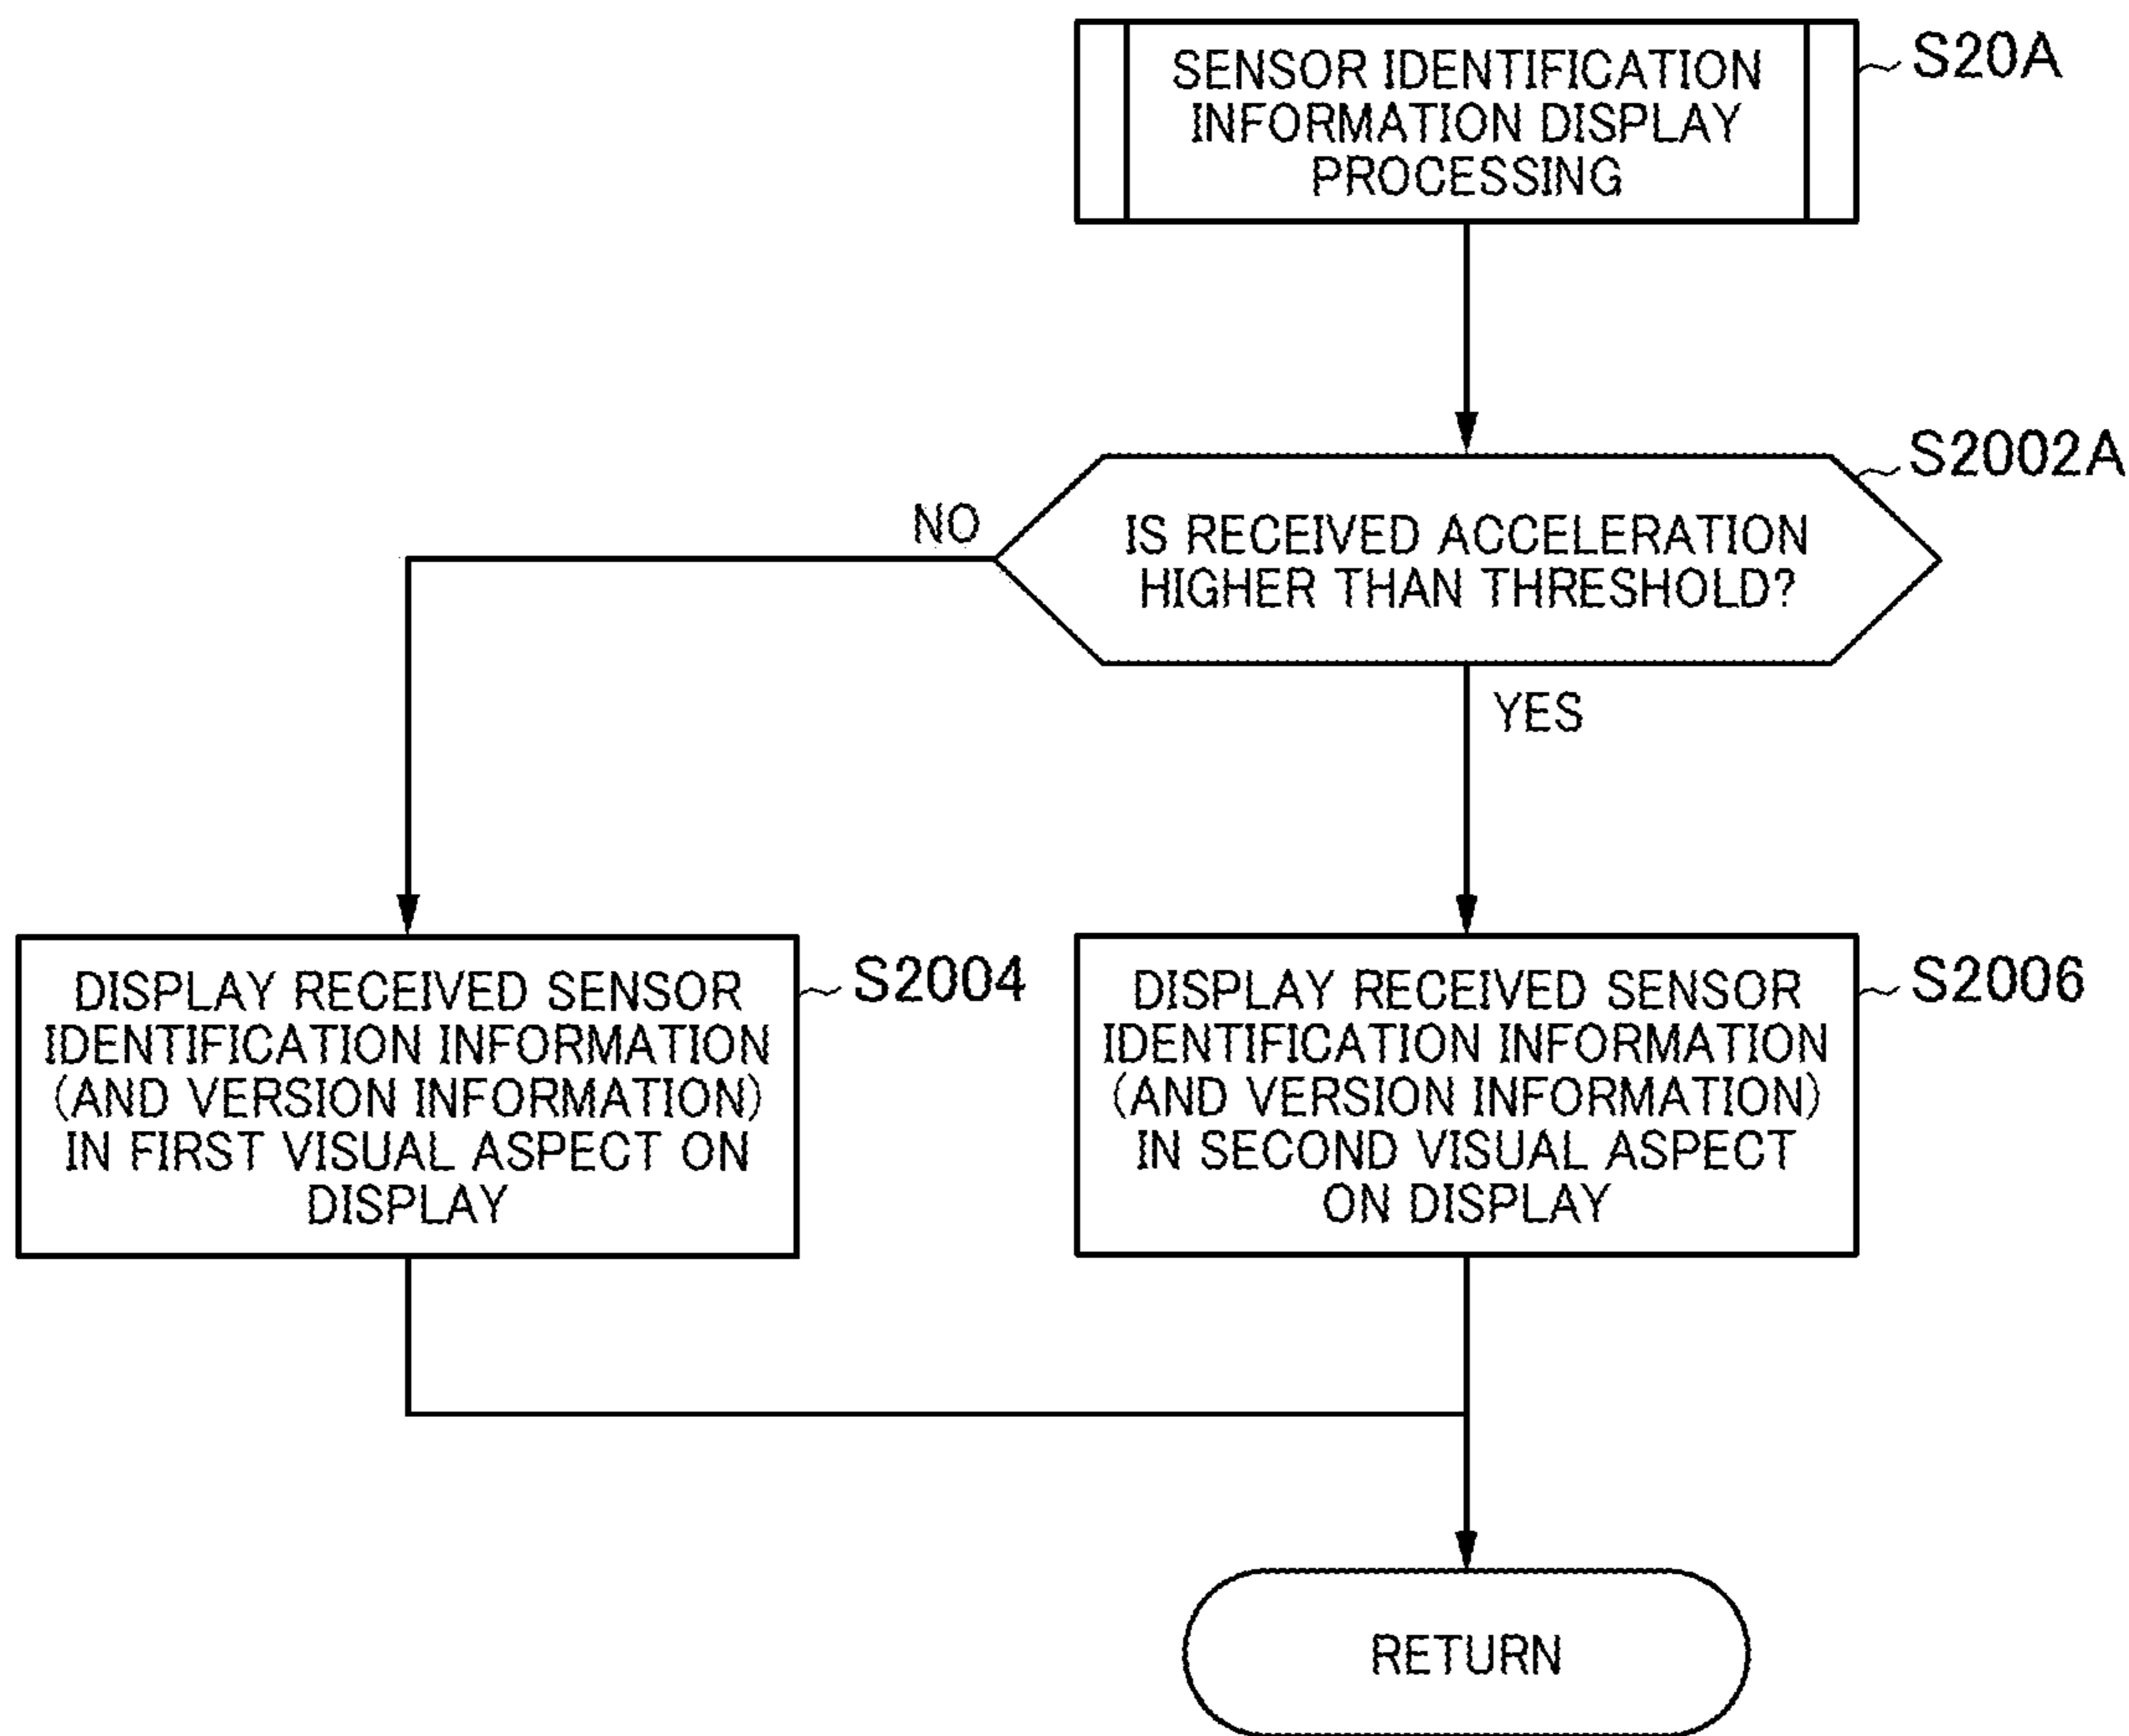 SENSOR IDENTIFICATION
INFORMATION DISPLAY
PROCESSING
S20A
S2002A
IS RECEIVED ACCELERATION
HIGHER THAN THRESHOLD?
NO
YES
DISPLAY RECEIVED SENSOR
IDENTIFICATION INFORMATION
(AND VERSION INFORMATION)
IN FIRST VISUAL ASPECT ON
DISPLAY
S2004
DISPLAY RECEIVED SENSOR
IDENTIFICATION INFORMATION
(AND VERSION INFORMATION)
IN SECOND VISUAL ASPECT
ON DISPLAY
S2006
RETURN